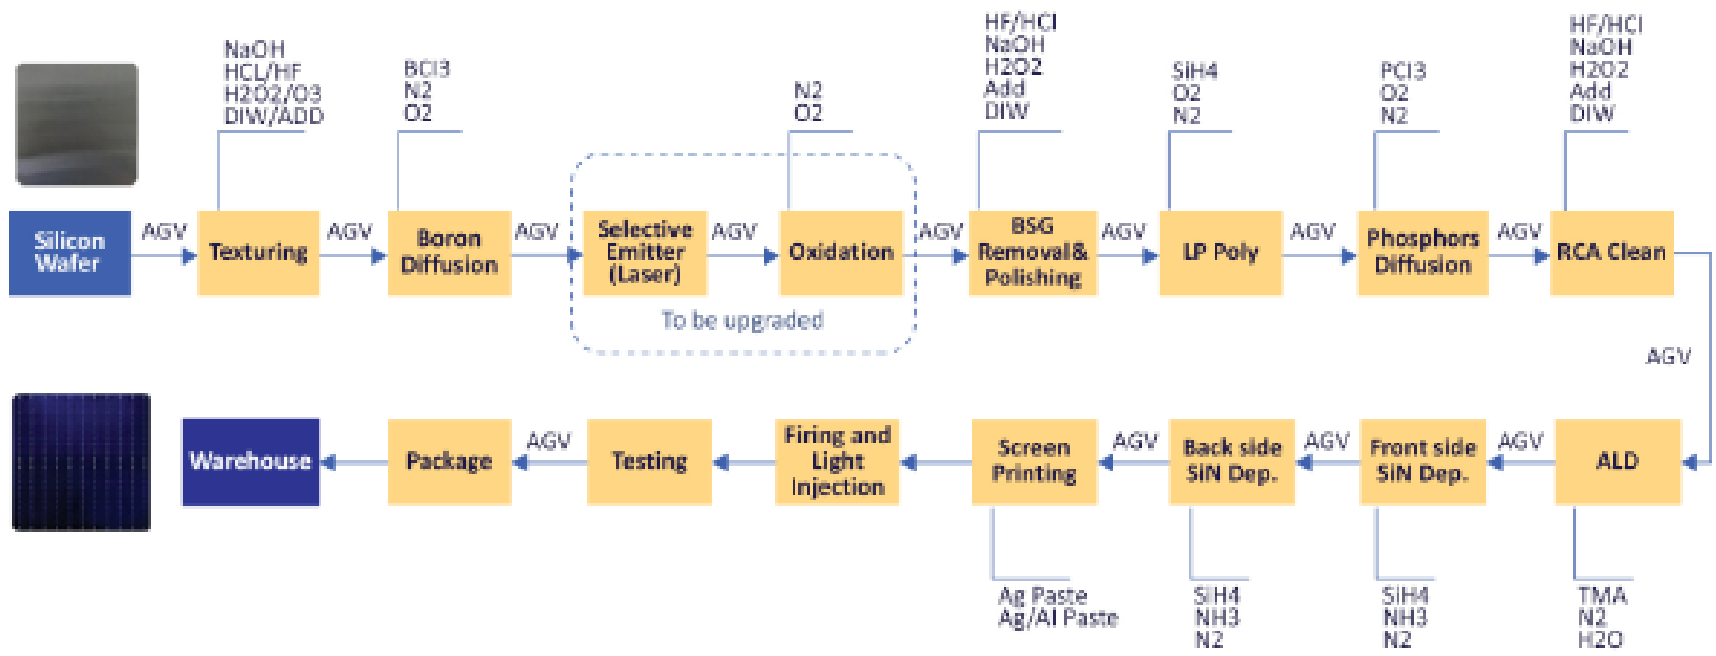 NaOH
HCL/HF
H2O2/O3
DIW/ADD
BCl3
N2
O2
N2
O2
HF/HCl
NaOH
H2O2
Add
DIW
SiH4
O2
N2
PCl3
O2
N2
HF/HCl
NaOH
H2O2
Add
DIW
Silicon
Wafer
AGV
Texturing
AGV
Boron
Diffusion
AGV
Selective
Emitter
(Laser)
AGV
Oxidation
AGV
BSG
Removal&
Polishing
AGV
LP Poly
AGV
Phosphors
Diffusion
AGV
RCA Clean
To be upgraded
AGV
Warehouse
Package
AGV
Testing
Firing and
Light
Injection
Screen
Printing
AGV
Back side
SiN Dep.
AGV
Front side
SiN Dep.
AGV
ALD
Ag Paste
Ag/Al Paste
SiH4
NH3
N2
SiH4
NH3
N2
TMA
N2
H2O